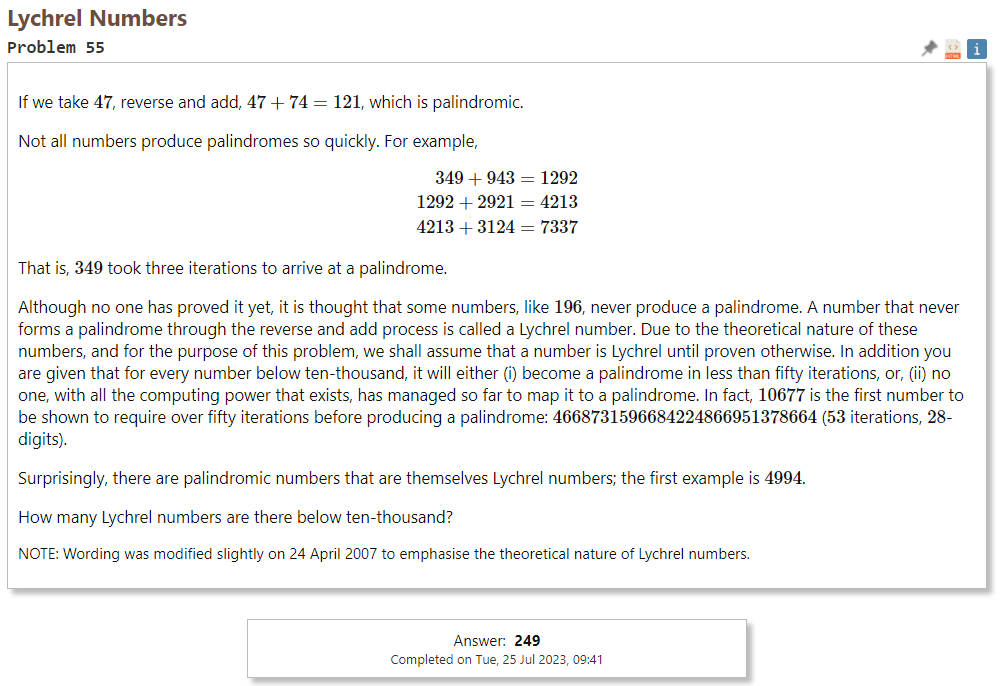 Lychrel Numbers
Problem 55
HTML
i
If we take 47, reverse and add, 47 + 74 = 121, which is palindromic.
Not all numbers produce palindromes so quickly. For example,
349 + 943 = 1292
1292 + 2921 = 4213
4213 + 3124 = 7337
That is, 349 took three iterations to arrive at a palindrome.
Although no one has proved it yet, it is thought that some numbers, like 196, never produce a palindrome. A number that never
forms a palindrome through the reverse and add process is called a Lychrel number. Due to the theoretical nature of these
numbers, and for the purpose of this problem, we shall assume that a number is Lychrel until proven otherwise. In addition you
are given that for every number below ten-thousand, it will either (i) become a palindrome in less than fifty iterations, or, (ii) no
one, with all the computing power that exists, has managed so far to map it to a palindrome. In fact, 10677 is the first number to
be shown to require over fifty iterations before producing a palindrome: 4668731596684224866951378664 (53 iterations, 28-
digits).
Surprisingly, there are palindromic numbers that are themselves Lychrel numbers; the first example is 4994.
How many Lychrel numbers are there below ten-thousand?
NOTE: Wording was modified slightly on 24 April 2007 to emphasise the theoretical nature of Lychrel numbers.
Answer: 249
Completed on Tue, 25 Jul 2023, 09:41